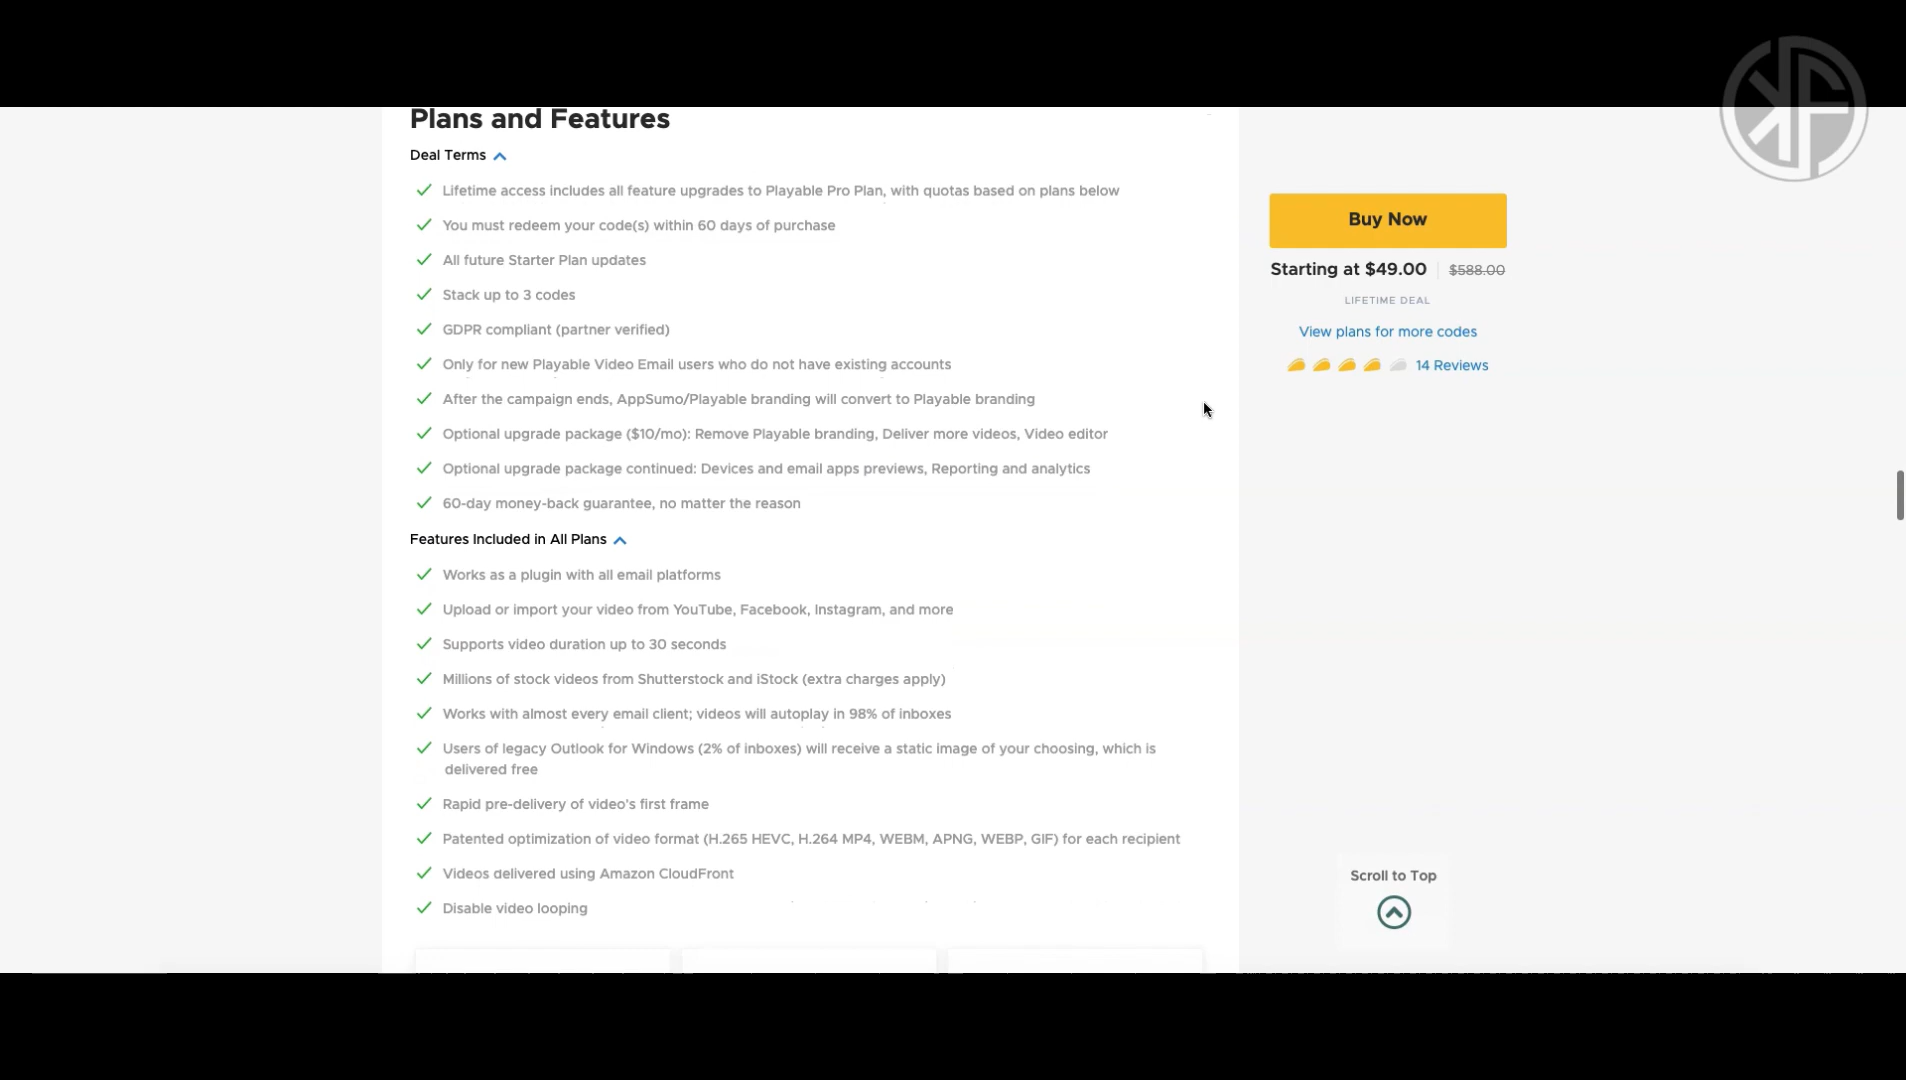 Plans and Features
Deal Terms
Lifetime access includes all feature upgrades to Playable Pro Plan, with quotas based on plans below
You must redeem your code(s) within 60 days of purchase
All future Starter Plan updates
Stack up to 3 codes
GDPR compliant (partner verified)
Only for new Playable Video Email users who do not have existing accounts
After the campaign ends, AppSumo/Playable branding will convert to Playable branding
Optional upgrade package ($10/mo): Remove Playable branding, Deliver more videos, Video editor
Optional upgrade package continued: Devices and email apps previews, Reporting and analytics
60-day money-back guarantee, no matter the reason
Features Included in All Plans
Works as a plugin with all email platforms
Upload or import your video from YouTube, Facebook, Instagram, and more
Supports video duration up to 30 seconds
Millions of stock videos from Shutterstock and iStock (extra charges apply)
Works with almost every email client; videos will autoplay in 98% of inboxes
Users of legacy Outlook for Windows (2% of inboxes) will receive a static image of your choosing, which is
delivered free
Rapid pre-delivery of video's first frame
Patented optimization of video format (H.265 HEVC, H.264 MP4, WEBM, APNG, WEBP, GIF) for each recipient
Videos delivered using Amazon CloudFront
Disable video looping
Buy Now
Starting at $49.00 $588.00
LIFETIME DEAL
View plans for more codes
14 Reviews
Scroll to Top
KF